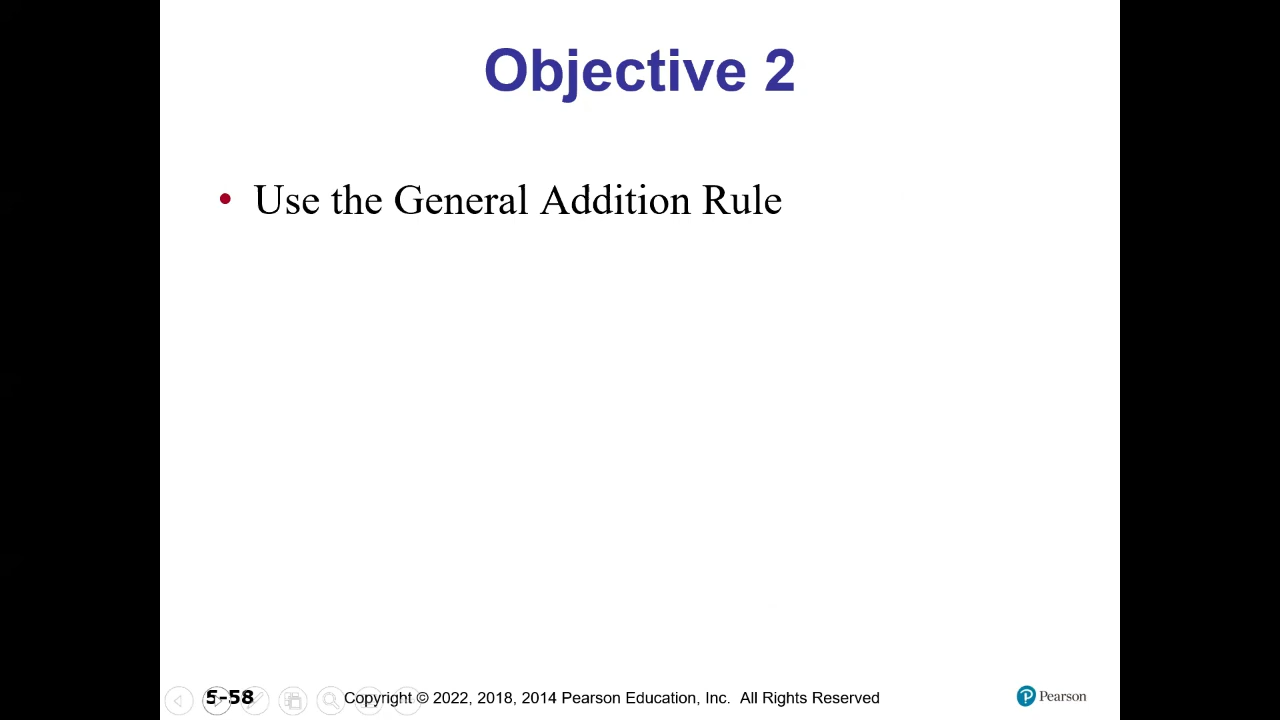 Objective 2
• Use the General Addition Rule
5-58 Copyright © 2022, 2018, 2014 Pearson Education, Inc. All Rights Reserved Pearson